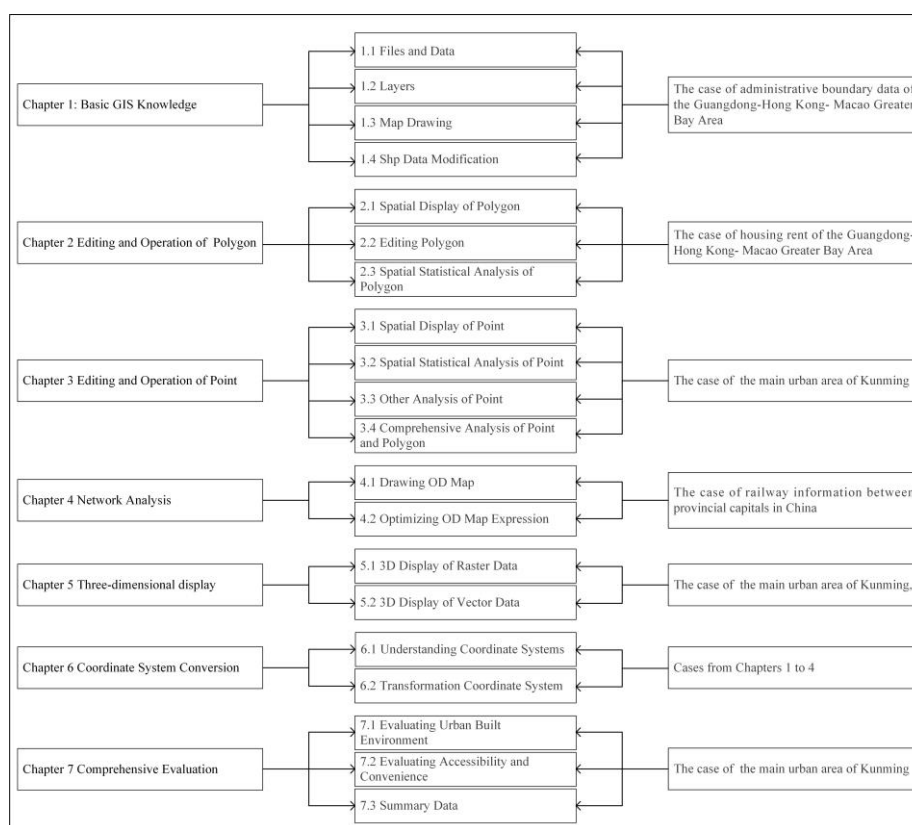 Chapter 1: Basic GIS Knowledge
1.1 Files and Data
1.2 Layers
1.3 Map Drawing
1.4 Shp Data Modification
The case of administrative boundary data of
the Guangdong-Hong Kong- Macao Greater
Bay Area
Chapter 2 Editing and Operation of Polygon
2.1 Spatial Display of Polygon
2.2 Editing Polygon
2.3 Spatial Statistical Analysis of
Polygon
The case of housing rent of the Guangdong-
Hong Kong- Macao Greater Bay Area
Chapter 3 Editing and Operation of Point
3.1 Spatial Display of Point
3.2 Spatial Statistical Analysis of Point
3.3 Other Analysis of Point
3.4 Comprehensive Analysis of Point
and Polygon
The case of the main urban area of Kunming
Chapter 4 Network Analysis
4.1 Drawing OD Map
4.2 Optimizing OD Map Expression
The case of railway information between
provincial capitals in China
Chapter 5 Three-dimensional display
5.1 3D Display of Raster Data
5.2 3D Display of Vector Data
The case of the main urban area of Kunming,
Chapter 6 Coordinate System Conversion
6.1 Understanding Coordinate Systems
6.2 Transformation Coordinate System
Cases from Chapters 1 to 4
Chapter 7 Comprehensive Evaluation
7.1 Evaluating Urban Built
Environment
7.2 Evaluating Accessibility and
Convenience
7.3 Summary Data
The case of the main urban area of Kunming